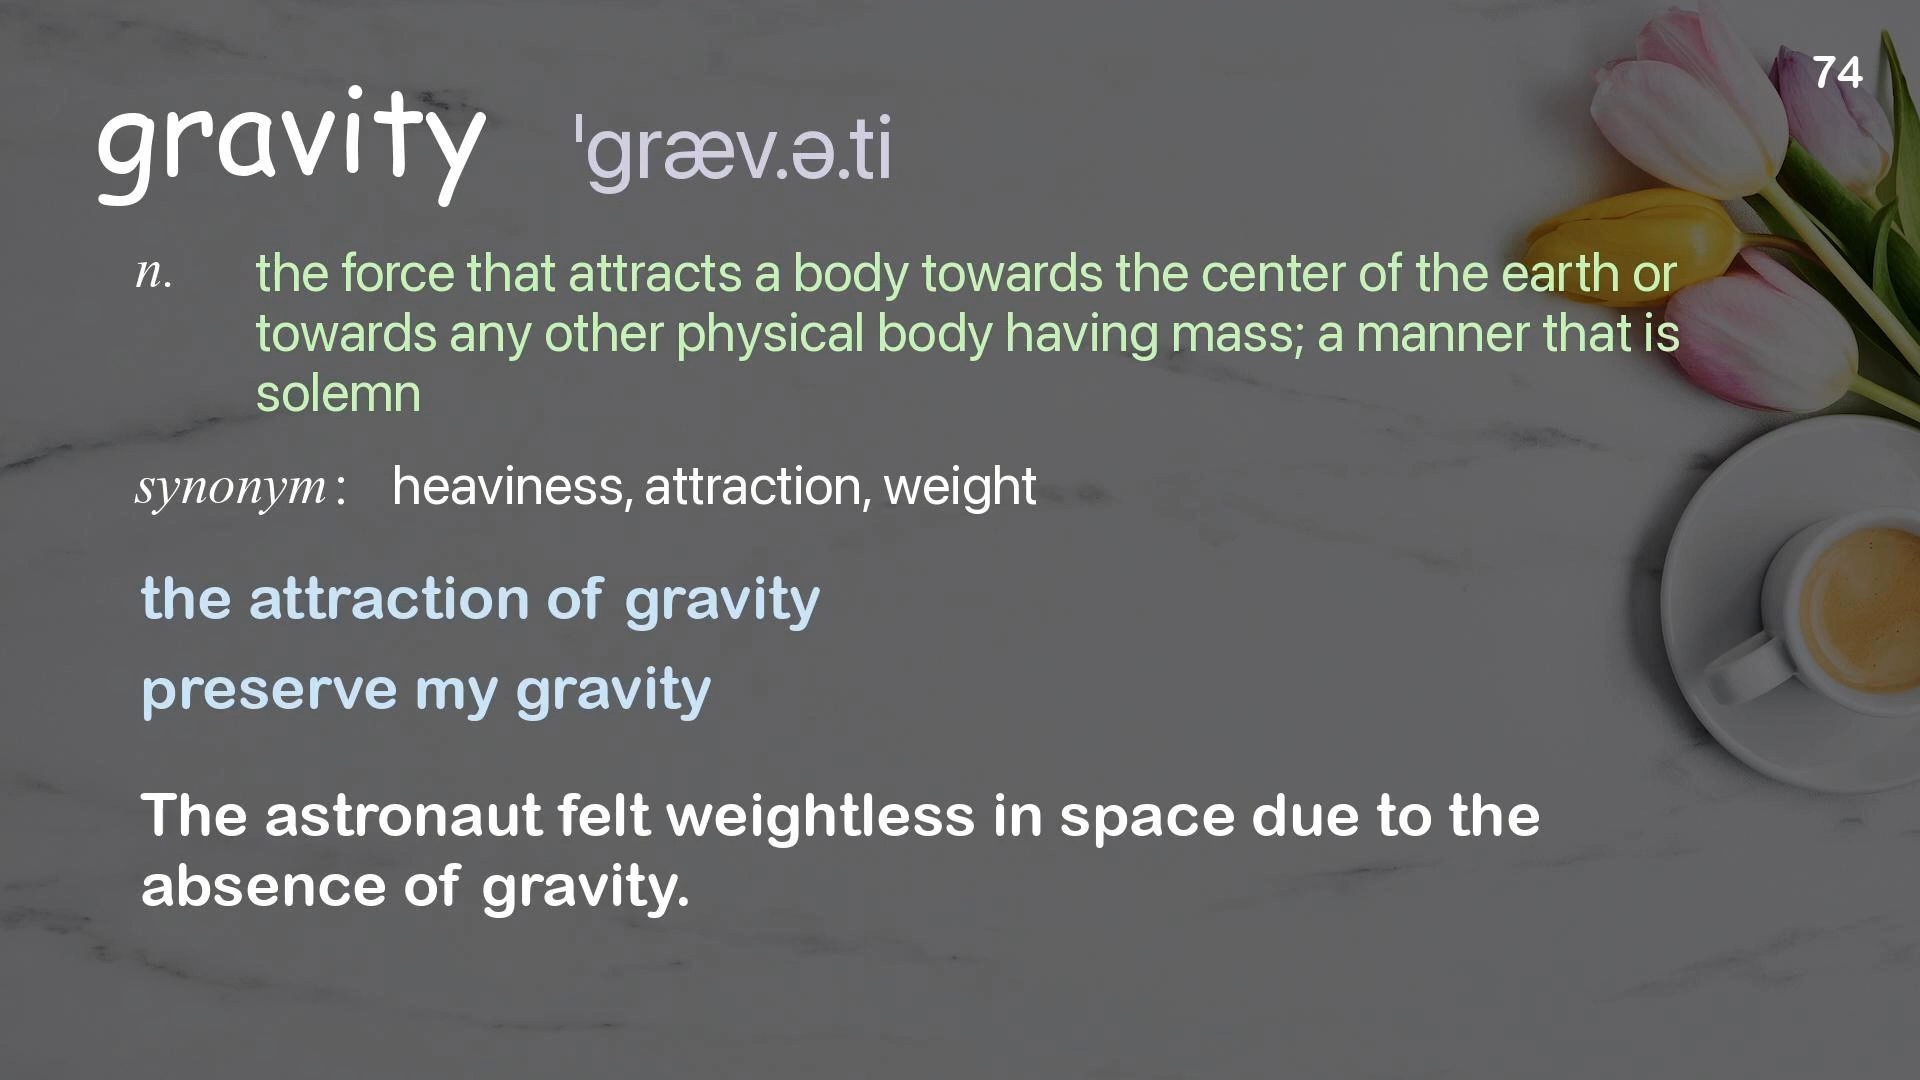 74
gravity ˈɡræv.ə.ti
n. the force that attracts a body towards the center of the earth or
towards any other physical body having mass; a manner that is
solemn
synonym: heaviness, attraction, weight
the attraction of gravity
preserve my gravity
The astronaut felt weightless in space due to the
absence of gravity.